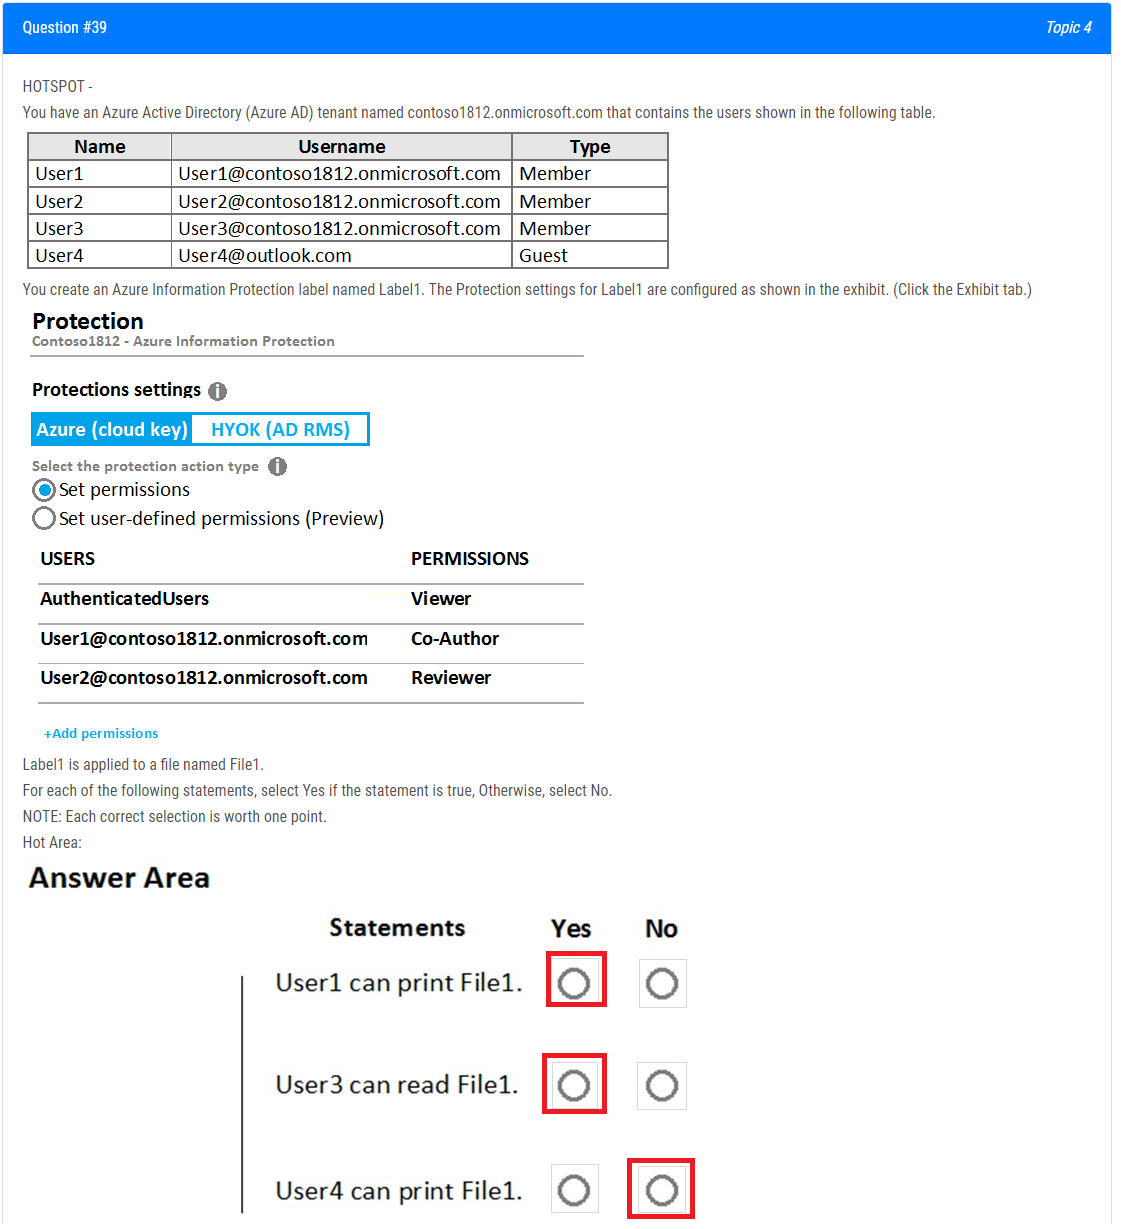 Question #39 Topic 4
HOTSPOT -
You have an Azure Active Directory (Azure AD) tenant named contoso1812.onmicrosoft.com that contains the users shown in the following table.
Name Username Type
User1 User1@contoso1812.onmicrosoft.com Member
User2 User2@contoso1812.onmicrosoft.com Member
User3 User3@contoso1812.onmicrosoft.com Member
User4 User4@outlook.com Guest
You create an Azure Information Protection label named Label1. The Protection settings for Label1 are configured as shown in the exhibit. (Click the Exhibit tab.)
Protection
Contoso1812 - Azure Information Protection
Protections settings i
Azure (cloud key) HYOK (AD RMS)
Select the protection action type i
Set permissions
Set user-defined permissions (Preview)
USERS PERMISSIONS
AuthenticatedUsers Viewer
User1@contoso1812.onmicrosoft.com Co-Author
User2@contoso1812.onmicrosoft.com Reviewer
+Add permissions
Label1 is applied to a file named File1.
For each of the following statements, select Yes if the statement is true, Otherwise, select No.
NOTE: Each correct selection is worth one point.
Hot Area:
Answer Area
Statements Yes No
User1 can print File1.
User3 can read File1.
User4 can print File1.